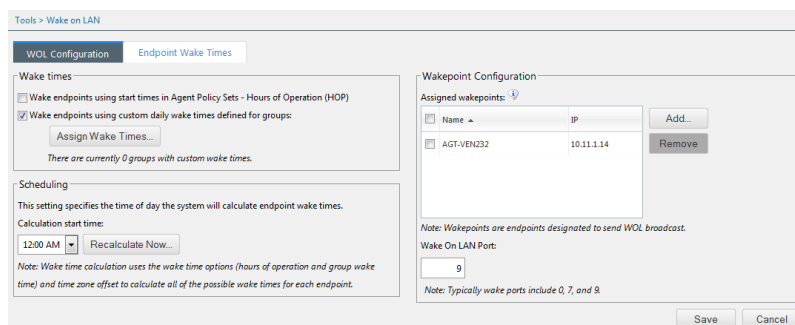 Tools > Wake on LAN
WOL Configuration
Endpoint Wake Times
Wake times
Wake endpoints using start times in Agent Policy Sets - Hours of Operation (HOP)
Wake endpoints using custom daily wake times defined for groups:
Assign Wake Times...
There are currently 0 groups with custom wake times.
Scheduling
This setting specifies the time of day the system will calculate endpoint wake times.
Calculation start time:
12:00 AM
Recalculate Now...
Note: Wake time calculation uses the wake time options (hours of operation and group wake
time) and time zone offset to calculate all of the possible wake times for each endpoint.
Wakepoint Configuration
Assigned wakepoints:
Name IP
AGT-VEN232 10.11.1.14
Add...
Remove
Note: Wakepoints are endpoints designated to send WOL broadcast.
Wake On LAN Port:
9
Note: Typically wake ports include 0, 7, and 9.
Save
Cancel